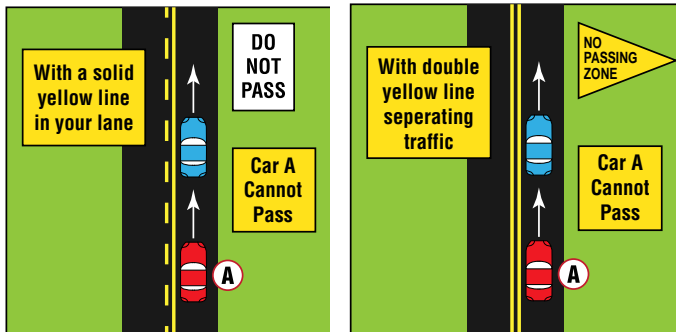 With a solid
yellow line
in your lane
DO
NOT
PASS
Car A
Cannot
Pass
A
With double
yellow line
seperating
traffic
NO
PASSING
ZONE
Car A
Cannot
Pass
A